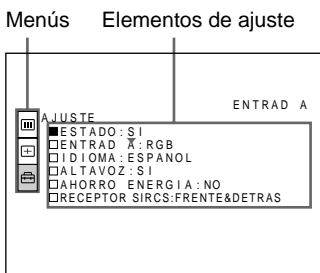 Menús Elementos de ajuste
ENTRAD A
AJUSTE
ESTADO:SI
ENTRAD A:RGB
IDIOMA:ESPANOL
ALTAVOZ:SI
AHORRO ENERGIA:NO
RECEPTOR SIRCS:FRENTE&DETRAS